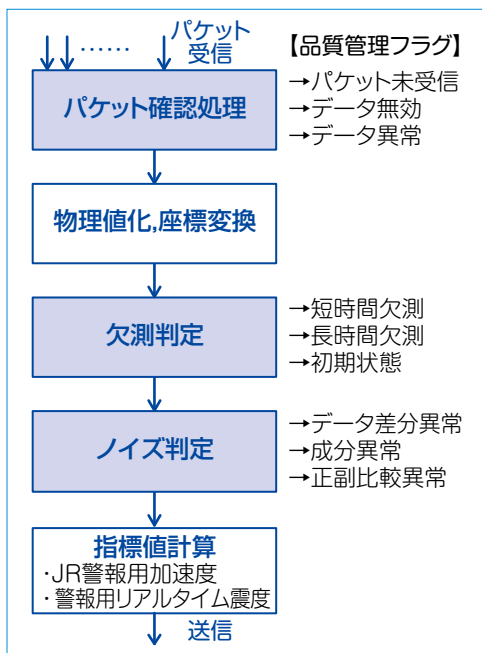 パケット
受信
……
【品質管理フラグ】
パケット確認処理
→パケット未受信
→データ無効
→データ異常
物理値化,座標変換
欠測判定
→短時間欠測
→長時間欠測
→初期状態
ノイズ判定
→データ差分異常
→成分異常
→正副比較異常
指標値計算
・JR警報用加速度
・警報用リアルタイム震度
送信